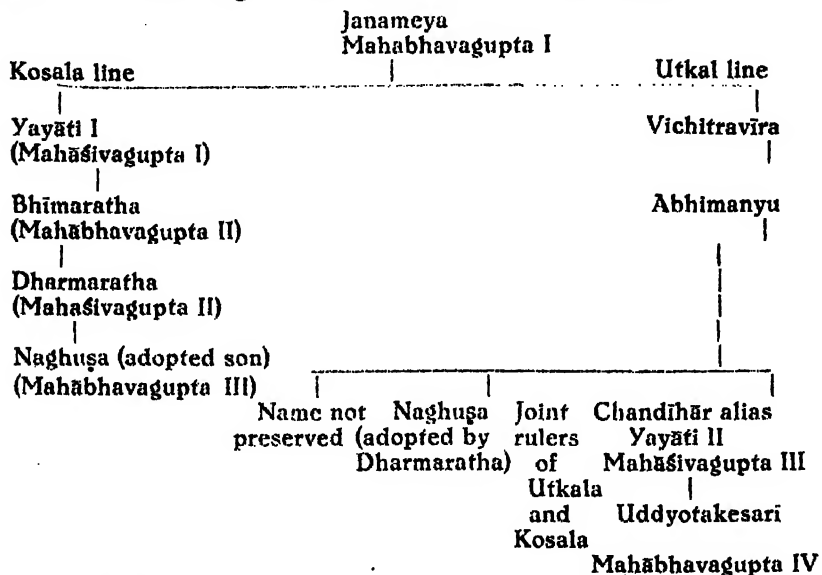 Janameya
Mahabhavagupta I
Kosala line Utkal line
Yayāti I Vichitravīra
(Mahāśivagupta I)
Bhīmaratha Abhimanyu
(Mahābhavagupta II)
Dharmaratha
(Mahaśivagupta II)
Naghuṣa (adopted son)
(Mahābhavagupta III)
Name not Naghuṣa Joint Chandīhār alias
preserved (adopted by rulers Yayāti II
Dharmaratha) of Mahāśivagupta III
Utkala
and Uddyotakesari
Kosala
Mahābhavagupta IV